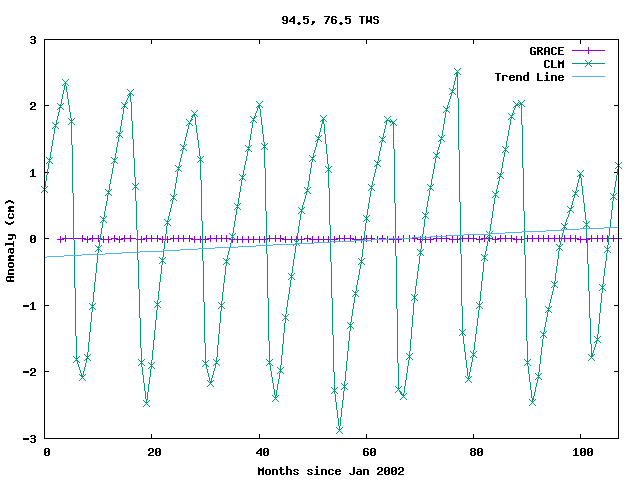 94.5, 76.5 TWS
GRACE
CLM
Trend Line
3
2
1
0
-1
-2
-3
Anomaly (cm)
0 20 40 60 80 100
Months since Jan 2002